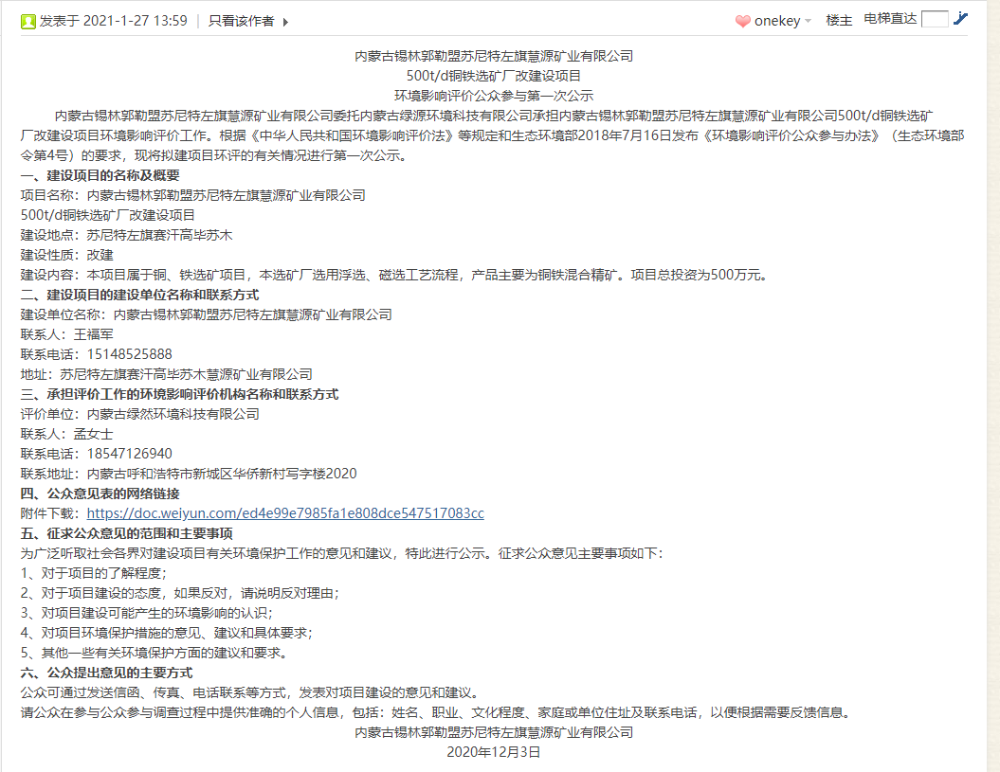 发表于 2021-1-27 13:59 | 只看该作者
onekey 楼主 电梯直达
内蒙古锡林郭勒盟苏尼特左旗慧源矿业有限公司
500t/d铜铁选矿厂改建设项目
环境影响评价公众参与第一次公示
内蒙古锡林郭勒盟苏尼特左旗慧源矿业有限公司委托内蒙古绿源环境科技有限公司承担内蒙古锡林郭勒盟苏尼特左旗慧源矿业有限公司500t/d铜铁选矿
厂改建设项目环境影响评价工作。根据《中华人民共和国环境影响评价法》等规定和生态环境部2018年7月16日发布《环境影响评价公众参与办法》（生态环境部
令第4号）的要求，现将拟建项目环评的有关情况进行第一次公示。
一、建设项目的名称及概要
项目名称：内蒙古锡林郭勒盟苏尼特左旗慧源矿业有限公司
500t/d铜铁选矿厂改建设项目
建设地点：苏尼特左旗赛汗高毕苏木
建设性质：改建
建设内容：本项目属于铜、铁选矿项目，本选矿厂选用浮选、磁选工艺流程，产品主要为铜铁混合精矿。项目总投资为500万元。
二、建设项目的建设单位名称和联系方式
建设单位名称：内蒙古锡林郭勒盟苏尼特左旗慧源矿业有限公司
联系人：王福军
联系电话：15148525888
地址：苏尼特左旗赛汗高毕苏木慧源矿业有限公司
三、承担评价工作的环境影响评价机构名称和联系方式
评价单位：内蒙古绿然环境科技有限公司
联系人：孟女士
联系电话：18547126940
联系地址：内蒙古呼和浩特市新城区华侨新村写字楼2020
四、公众意见表的网络链接
附件下载：https://doc.weiyun.com/ed4e99e7985fa1e808dce547517083cc
五、征求公众意见的范围和主要事项
为广泛听取社会各界对建设项目有关环境保护工作的意见和建议，特此进行公示。征求公众意见主要事项如下：
1、对于项目的了解程度；
2、对于项目建设的态度，如果反对，请说明反对理由；
3、对项目建设可能产生的环境影响的认识；
4、对项目环境保护措施的意见、建议和具体要求；
5、其他一些有关环境保护方面的建议和要求。
六、公众提出意见的主要方式
公众可通过发送信函、传真、电话联系等方式，发表对项目建设的意见和建议。
请公众在参与公众参与调查过程中提供准确的个人信息，包括：姓名、职业、文化程度、家庭或单位住址及联系电话，以便根据需要反馈信息。
内蒙古锡林郭勒盟苏尼特左旗慧源矿业有限公司
2020年12月3日